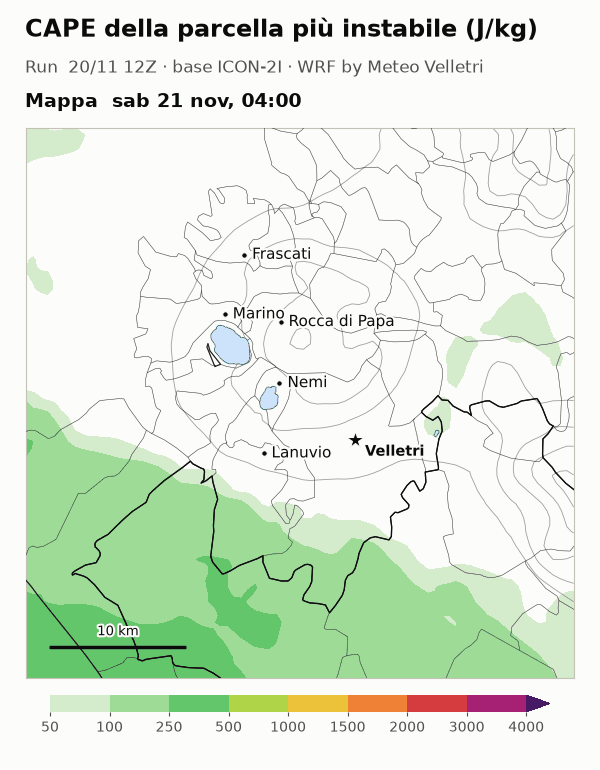 CAPE della parcella più instabile (J/kg)
Run  20/11 12Z · base ICON-2I · WRF by Meteo Velletri
Mappa  sab 21 nov, 04:00
Frascati
Marino
Rocca di Papa
Nemi
Velletri
Lanuvio
10 km
50 100 250 500 1000 1500 2000 3000 4000